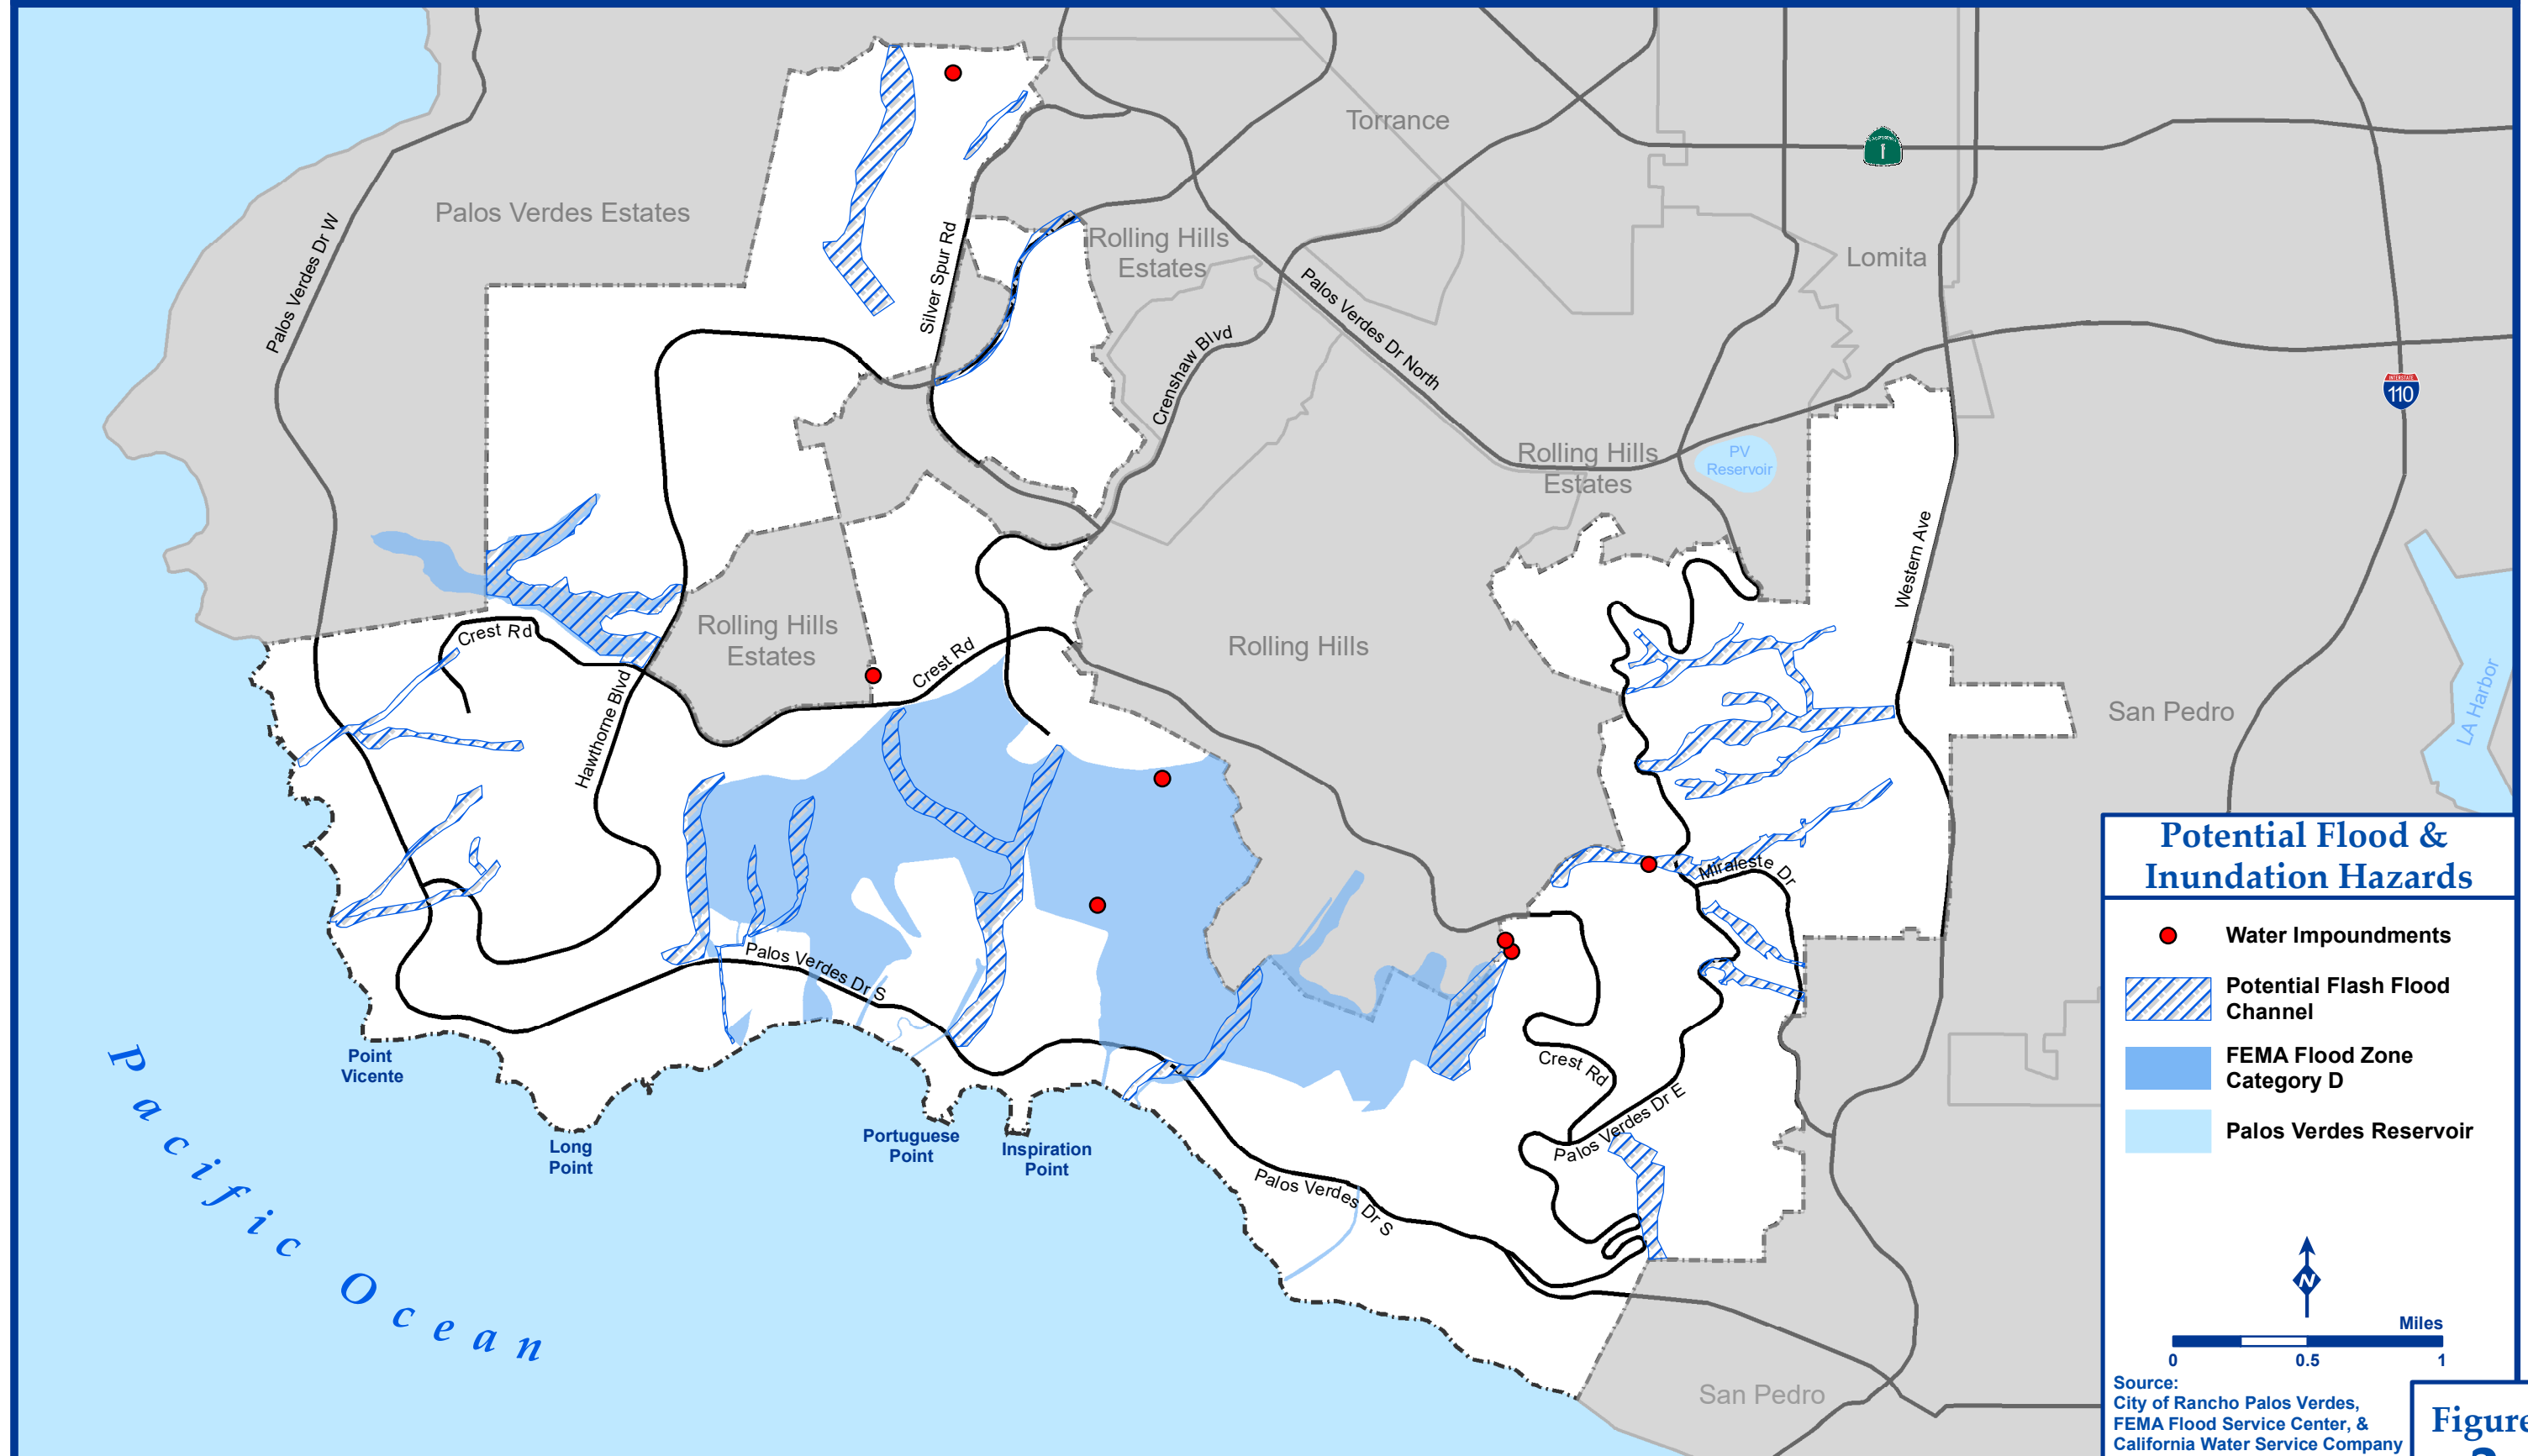 Torrance
1
Palos Verdes Estates
Palos Verdes Dr W
Silver Spur Rd
Rolling Hills
Estates
Lomita
Palos Verdes Dr North
Crenshaw Blvd
INTERSTATE
110
Rolling Hills
Estates
PV
Reservoir
Western Ave
Crest Rd
Rolling Hills
Estates
Crest Rd
Rolling Hills
San Pedro
LA Harbor
Hawthorne Blvd
Miraleste Dr
Palos Verdes Dr S
Point
Vicente
Crest Rd
Palos Verdes Dr E
Long
Point
Portuguese
Point
Inspiration
Point
Palos Verdes Dr S
Pacific Ocean
San Pedro
Potential Flood &
Inundation Hazards
Water Impoundments
Potential Flash Flood
Channel
FEMA Flood Zone
Category D
Palos Verdes Reservoir
N
Miles
0 0.5 1
Source:
City of Rancho Palos Verdes,
FEMA Flood Service Center, &
California Water Service Company
Figure